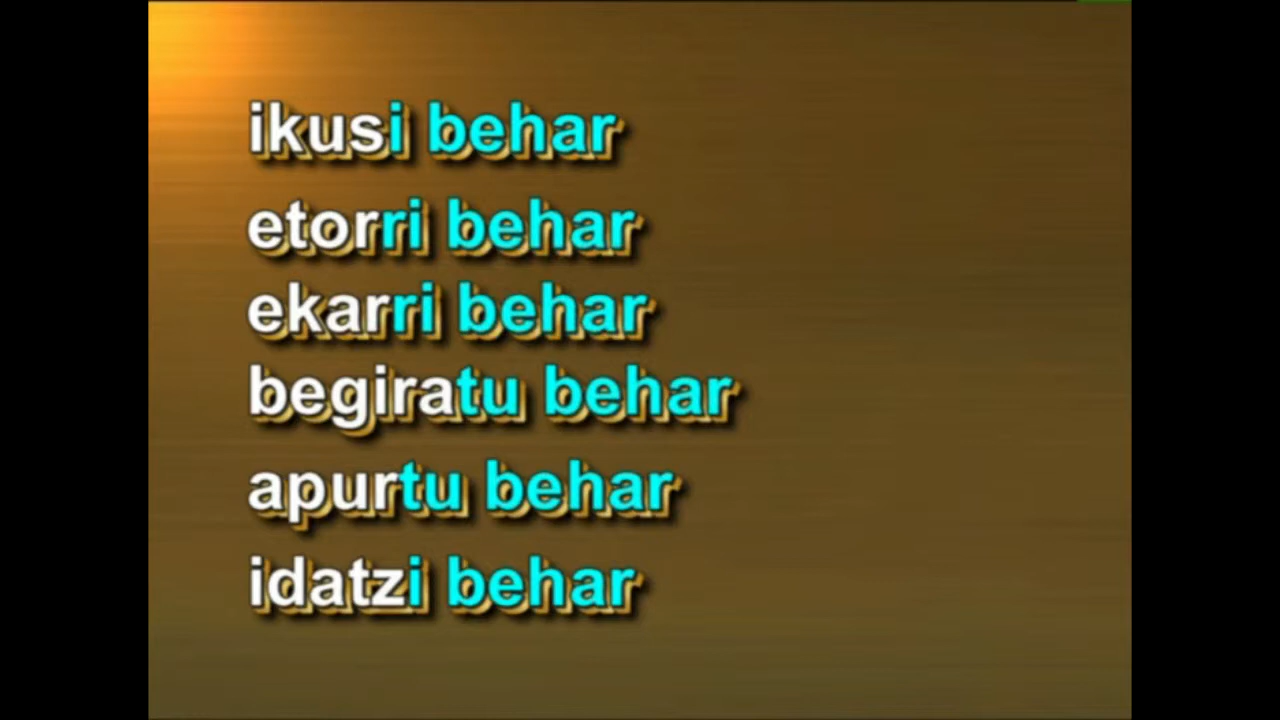 ikusi behar
etorri behar
ekarri behar
begiratu behar
apurtu behar
idatzi behar